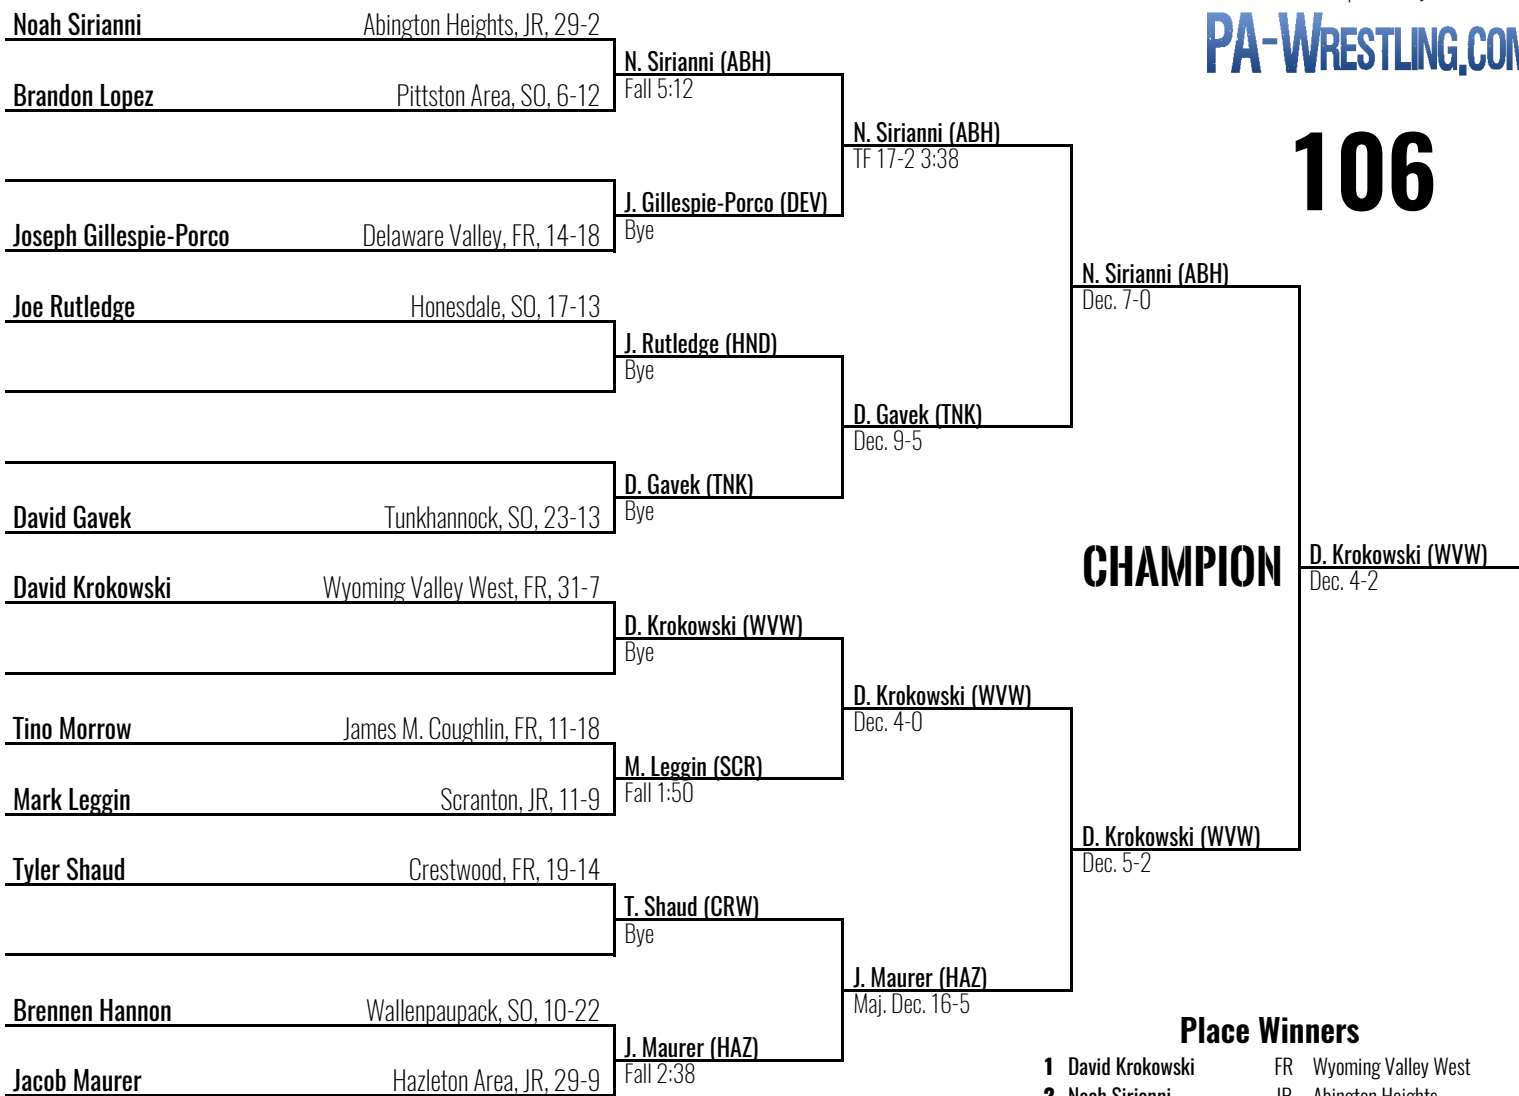 PA-WRESTLING.COM
106
Noah Sirianni Abington Heights, JR, 29-2
N. Sirianni (ABH)
Fall 5:12
Brandon Lopez Pittston Area, SO, 6-12
N. Sirianni (ABH)
TF 17-2 3:38
J. Gillespie-Porco (DEV)
Bye
Joseph Gillespie-Porco Delaware Valley, FR, 14-18
N. Sirianni (ABH)
Dec. 7-0
Joe Rutledge Honesdale, SO, 17-13
J. Rutledge (HND)
Bye
D. Gavek (TNK)
Dec. 9-5
D. Gavek (TNK)
Bye
David Gavek Tunkhannock, SO, 23-13
CHAMPION
D. Krokowski (WVW)
Dec. 4-2
David Krokowski Wyoming Valley West, FR, 31-7
D. Krokowski (WVW)
Bye
D. Krokowski (WVW)
Dec. 4-0
Tino Morrow James M. Coughlin, FR, 11-18
M. Leggin (SCR)
Fall 1:50
Mark Leggin Scranton, JR, 11-9
D. Krokowski (WVW)
Dec. 5-2
Tyler Shaud Crestwood, FR, 19-14
T. Shaud (CRW)
Bye
J. Maurer (HAZ)
Maj. Dec. 16-5
Brennen Hannon Wallenpaupack, SO, 10-22
J. Maurer (HAZ)
Fall 2:38
Jacob Maurer Hazleton Area, JR, 29-9
Place Winners
1 David Krokowski FR Wyoming Valley West
2 Noah Sirianni JR Abington Heights